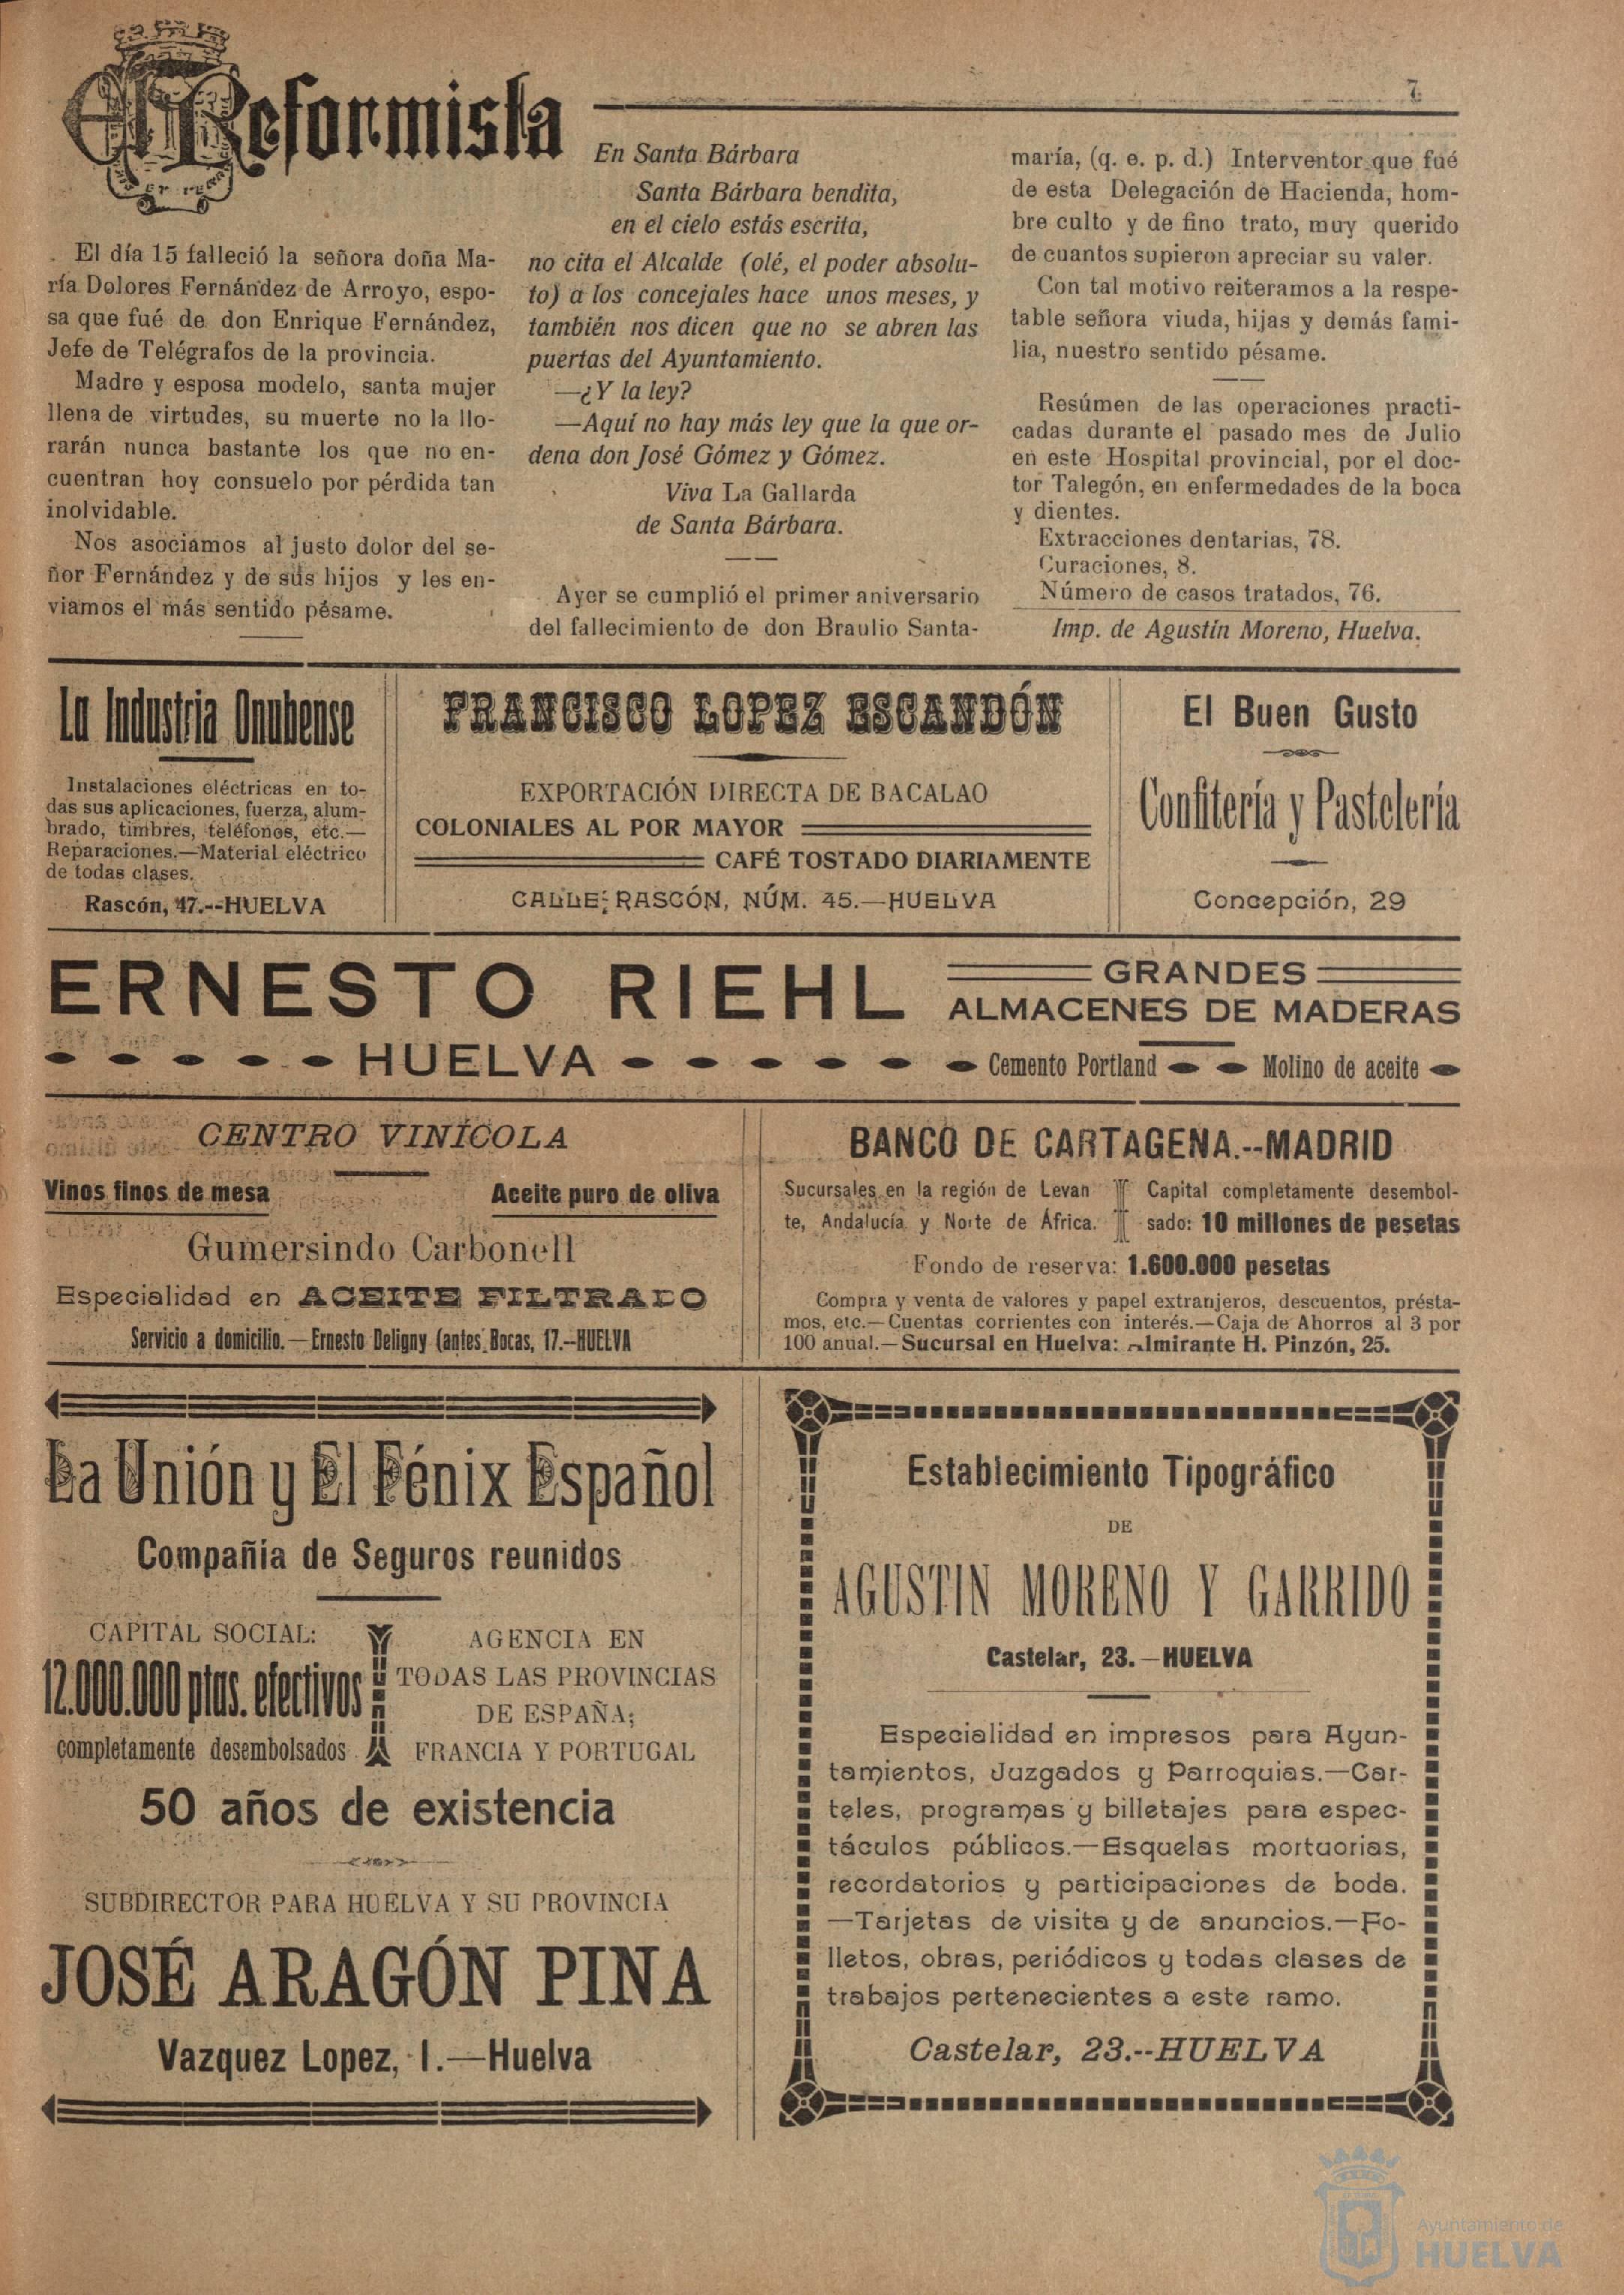 El Reformista
7
El día 15 falleció la señora doña Ma-
ría Dolores Fernández de Arroyo, espo-
sa que fué de don Enrique Fernández,
Jefe de Telégrafos de la provincia.
Madre y esposa modelo, santa mujer
llena de virtudes, su muerte no la llo-
rarán nunca bastante los que no en-
cuentran hoy consuelo por pérdida tan
inolvidable.
Nos asociamos al justo dolor del se-
ñor Fernández y de sus hijos y les en-
viamos el más sentido pésame.
En Santa Bárbara
Santa Bárbara bendita,
en el cielo estás escrita,
no cita el Alcalde (olé, el poder absolu-
to) a los concejales hace unos meses, y
también nos dicen que no se abren las
puertas del Ayuntamiento.
—¿Y la ley?
—Aquí no hay más ley que la que or-
dena don José Gómez y Gómez.
Viva La Gallarda
de Santa Bárbara.
Ayer se cumplió el primer aniversario
del fallecimiento de don Braulio Santa-
maría, (q. e. p. d.) Interventor que fué
de esta Delegación de Hacienda, hom-
bre culto y de fino trato, muy querido
de cuantos supieron apreciar su valer.
Con tal motivo reiteramos a la respe-
table señora viuda, hijas y demás fami-
lia, nuestro sentido pésame.
Resúmen de las operaciones practi-
cadas durante el pasado mes de Julio
en este Hospital provincial, por el doc-
tor Talegón, en enfermedades de la boca
y dientes.
Extracciones dentarias, 78.
Curaciones, 8.
Número de casos tratados, 76.
Imp. de Agustín Moreno, Huelva.
La Industria Onubense
Instalaciones eléctricas en to-
das sus aplicaciones, fuerza, alum-
brado, timbres, teléfonos, etc.—
Reparaciones.—Material eléctrico
de todas clases.
Rascón, 47.--HUELVA
FRANCISCO LOPEZ ESCANDÓN
EXPORTACIÓN DIRECTA DE BACALAO
COLONIALES AL POR MAYOR
CAFÉ TOSTADO DIARIAMENTE
CALLE; RASCÓN, NÚM. 45.—HUELVA
El Buen Gusto
Confitería y Pastelería
Concepción, 29
ERNESTO RIEHL
HUELVA
GRANDES
ALMACENES DE MADERAS
Cemento Portland
Molino de aceite
CENTRO VINÍCOLA
Vinos finos de mesa
Aceite puro de oliva
Gumersindo Carbonell
Especialidad en ACEITE FILTRADO
Servicio a domicilio.—Ernesto Deligny (antes Bocas, 17.--HUELVA
BANCO DE CARTAGENA.--MADRID
Sucursales en la región de Levan
te, Andalucía y Norte de África.
Capital completamente desembol-
sado: 10 millones de pesetas
Fondo de reserva: 1.600.000 pesetas
Compra y venta de valores y papel extranjeros, descuentos, présta-
mos, etc.—Cuentas corrientes con interés.—Caja de Ahorros al 3 por
100 anual.—Sucursal en Huelva: Almirante H. Pinzón, 25.
La Unión y El Fénix Español
Compañia de Seguros reunidos
CAPITAL SOCIAL:
12.000.000 ptas. efectivos
completamente desembolsados
AGENCIA EN
TODAS LAS PROVINCIAS
DE ESPAÑA;
FRANCIA Y PORTUGAL
50 años de existencia
SUBDIRECTOR PARA HUELVA Y SU PROVINCIA
JOSÉ ARAGÓN PINA
Vazquez Lopez, 1.—Huelva
Establecimiento Tipográfico
DE
AGUSTIN MORENO Y GARRIDO
Castelar, 23.—HUELVA
Especialidad en impresos para Ayun-
tamientos, Juzgados y Parroquias.—Car-
teles, programas y billetajes para espec-
táculos públicos.—Esquelas mortuorias,
recordatorios y participaciones de boda.
—Tarjetas de visita y de anuncios.—Fo-
lletos, obras, periódicos y todas clases de
trabajos pertenecientes a este ramo.
Castelar, 23.--HUELVA
Ayuntamiento de
HUELVA